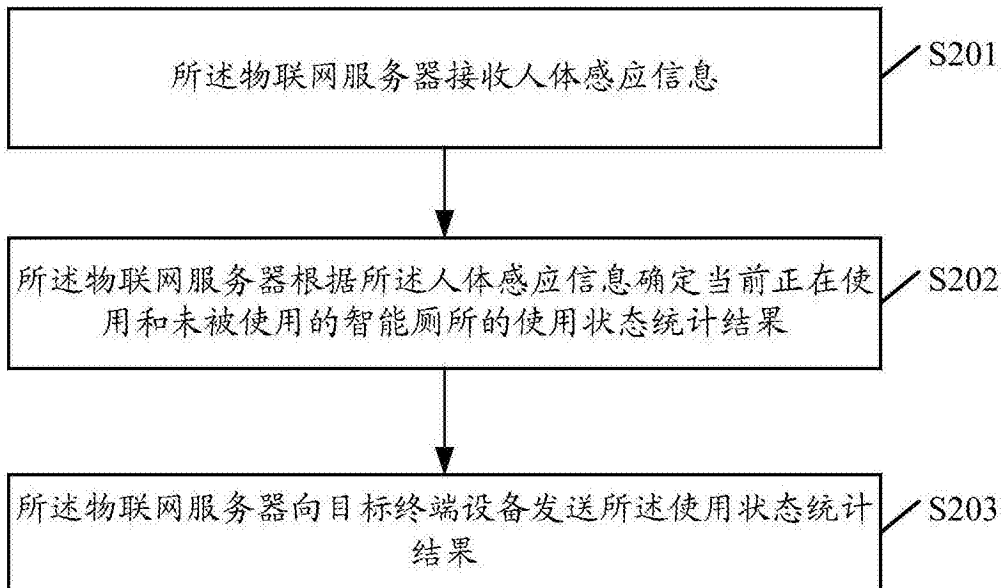 所述物联网服务器接收人体感应信息
S201
所述物联网服务器根据所述人体感应信息确定当前正在使
用和未被使用的智能厕所的使用状态统计结果
S202
所述物联网服务器向目标终端设备发送所述使用状态统计
结果
S203